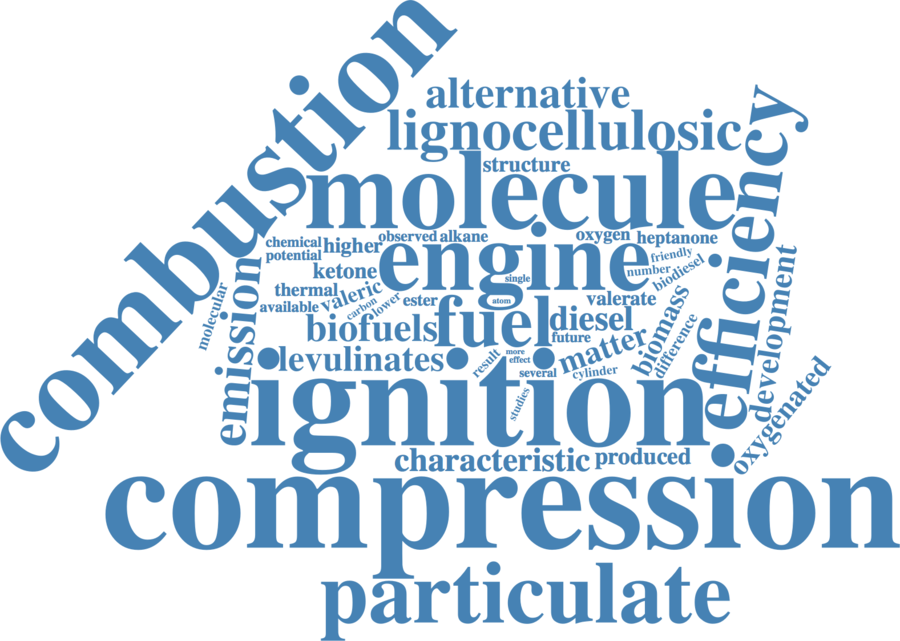 combustion
alternative
lignocellulosic
structure
molecule
efficiency
chemical
higher
observed
alkane
oxygen
heptanone
potential
engine
friendly
number
biodiesel
ketone
single
thermal
valeric
available
carbon
lower
ester
atom
valerate
molecular
emission
biofuels
fuel
diesel
future
biomass
difference
development
levulinates
result
more
effect
several
matter
cylinder
ignition
studies
oxygenated
characteristic
produced
compression
particulate